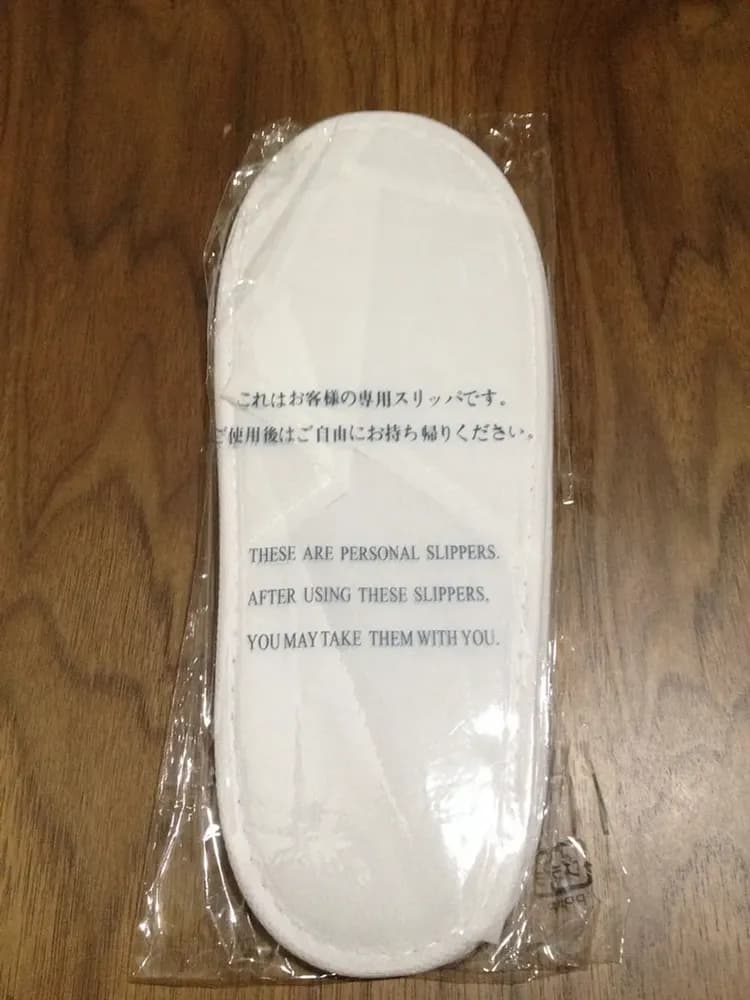 これはお客様の専用スリッパです。
ご使用後はご自由にお持ち帰りください。
THESE ARE PERSONAL SLIPPERS.
AFTER USING THESE SLIPPERS,
YOU MAY TAKE THEM WITH YOU.